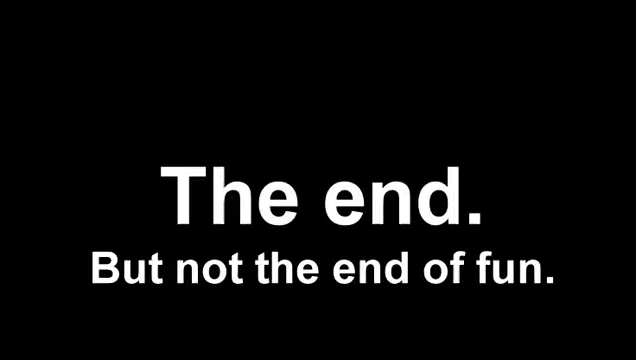 The end.
But not the end of fun.